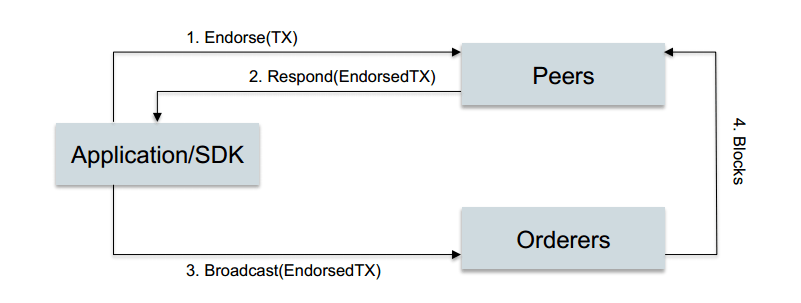 1. Endorse(TX)
2. Respond(EndorsedTX)
Peers
Application/SDK
4. Blocks
Orderers
3. Broadcast(EndorsedTX)